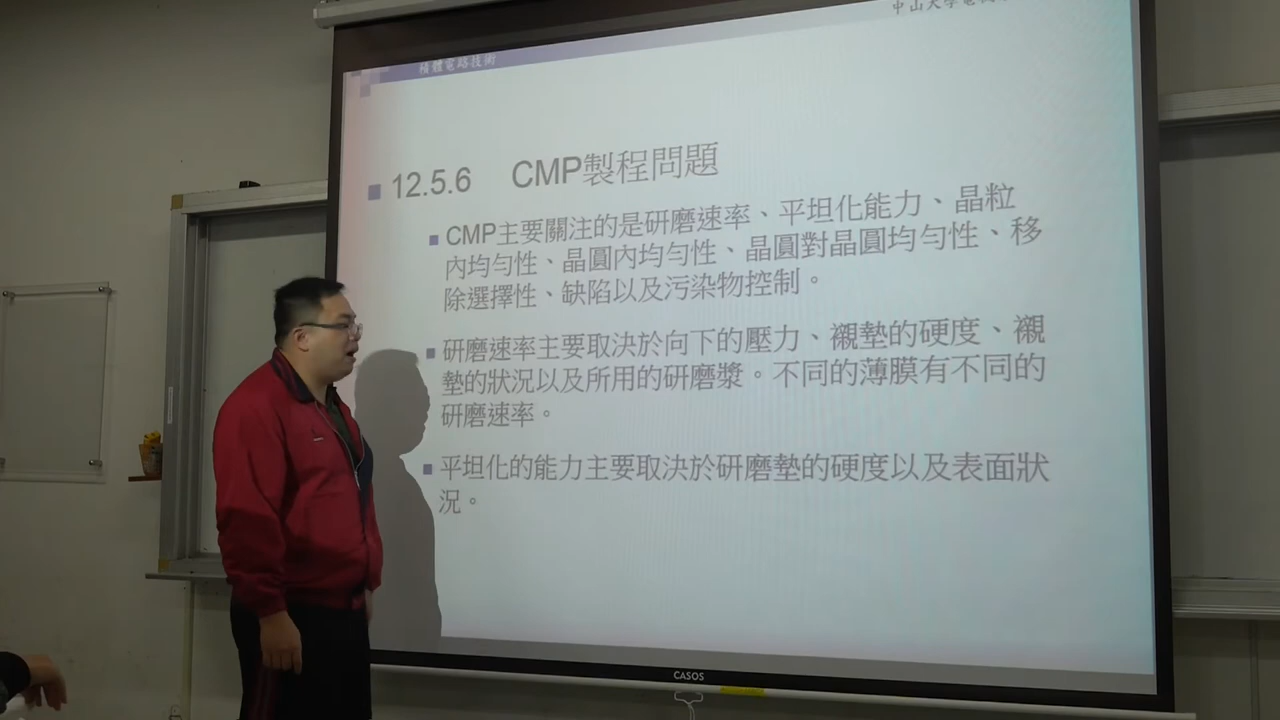 中山大學電機
積體電路技術
12.5.6 CMP製程問題
CMP主要關注的是研磨速率、平坦化能力、晶粒
內均勻性、晶圓內均勻性、晶圓對晶圓均勻性、移
除選擇性、缺陷以及污染物控制。
研磨速率主要取決於向下的壓力、襯墊的硬度、襯
墊的狀況以及所用的研磨漿。不同的薄膜有不同的
研磨速率。
平坦化的能力主要取決於研磨墊的硬度以及表面狀
況。
CASOS